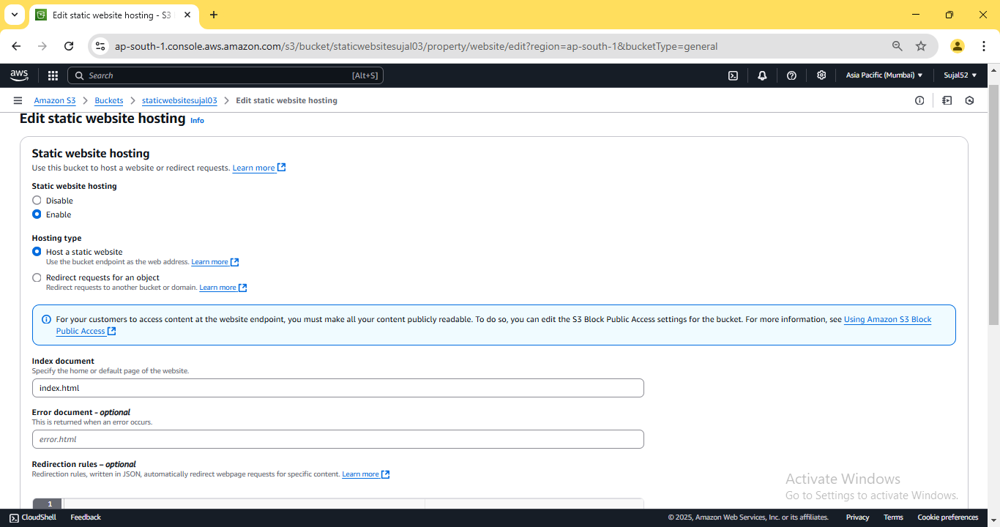 Edit static website hosting - S3
ap-south-1.console.aws.amazon.com/s3/bucket/staticwebsitesujal03/property/website/edit?region=ap-south-1&bucketType=general
aws
Search [Alt+S]
Asia Pacific (Mumbai)
Sujal52
Amazon S3 > Buckets > staticwebsitesujal03 > Edit static website hosting
Edit static website hosting Info
Static website hosting
Use this bucket to host a website or redirect requests. Learn more
Static website hosting
Disable
Enable
Hosting type
Host a static website
Use the bucket endpoint as the web address. Learn more
Redirect requests for an object
Redirect requests to another bucket or domain. Learn more
For your customers to access content at the website endpoint, you must make all your content publicly readable. To do so, you can edit the S3 Block Public Access settings for the bucket. For more information, see Using Amazon S3 Block
Public Access
Index document
Specify the home or default page of the website.
index.html
Error document - optional
This is returned when an error occurs.
error.html
Redirection rules – optional
Redirection rules, written in JSON, automatically redirect webpage requests for specific content. Learn more
1
Activate Windows
Go to Settings to activate Windows.
CloudShell Feedback © 2025, Amazon Web Services, Inc. or its affiliates. Privacy Terms Cookie preferences